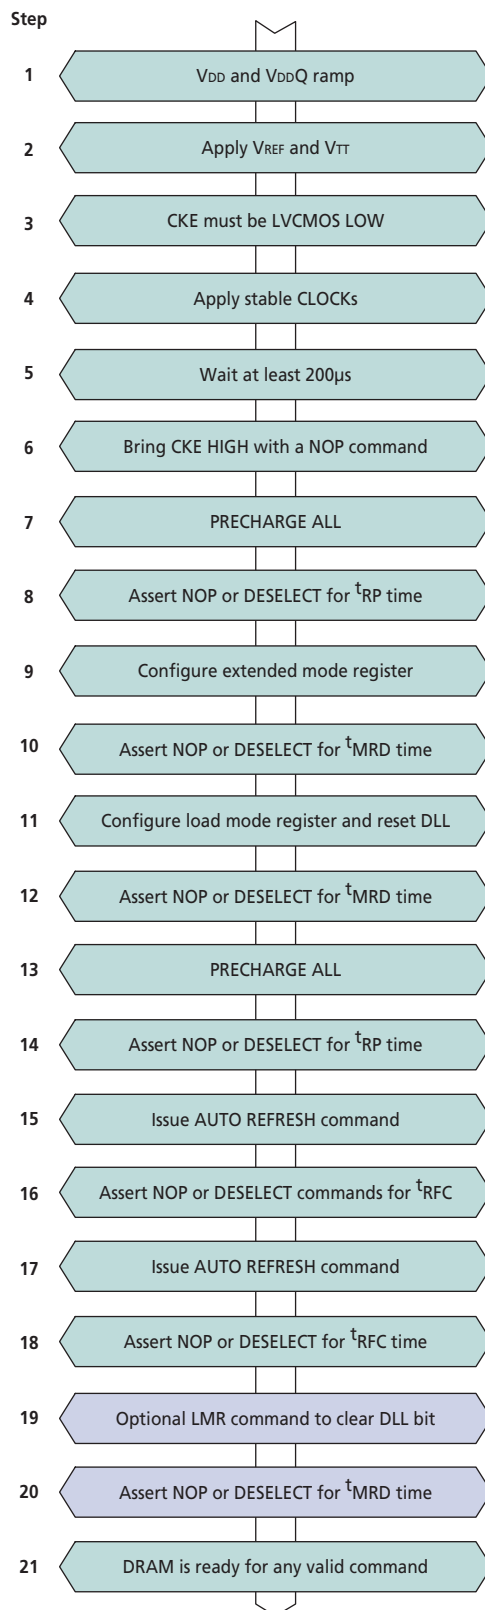 Step
1 VDD and VDDQ ramp
2 Apply VREF and VTT
3 CKE must be LVCMOS LOW
4 Apply stable CLOCKs
5 Wait at least 200µs
6 Bring CKE HIGH with a NOP command
7 PRECHARGE ALL
8 Assert NOP or DESELECT for tRP time
9 Configure extended mode register
10 Assert NOP or DESELECT for tMRD time
11 Configure load mode register and reset DLL
12 Assert NOP or DESELECT for tMRD time
13 PRECHARGE ALL
14 Assert NOP or DESELECT for tRP time
15 Issue AUTO REFRESH command
16 Assert NOP or DESELECT commands for tRFC
17 Issue AUTO REFRESH command
18 Assert NOP or DESELECT for tRFC time
19 Optional LMR command to clear DLL bit
20 Assert NOP or DESELECT for tMRD time
21 DRAM is ready for any valid command